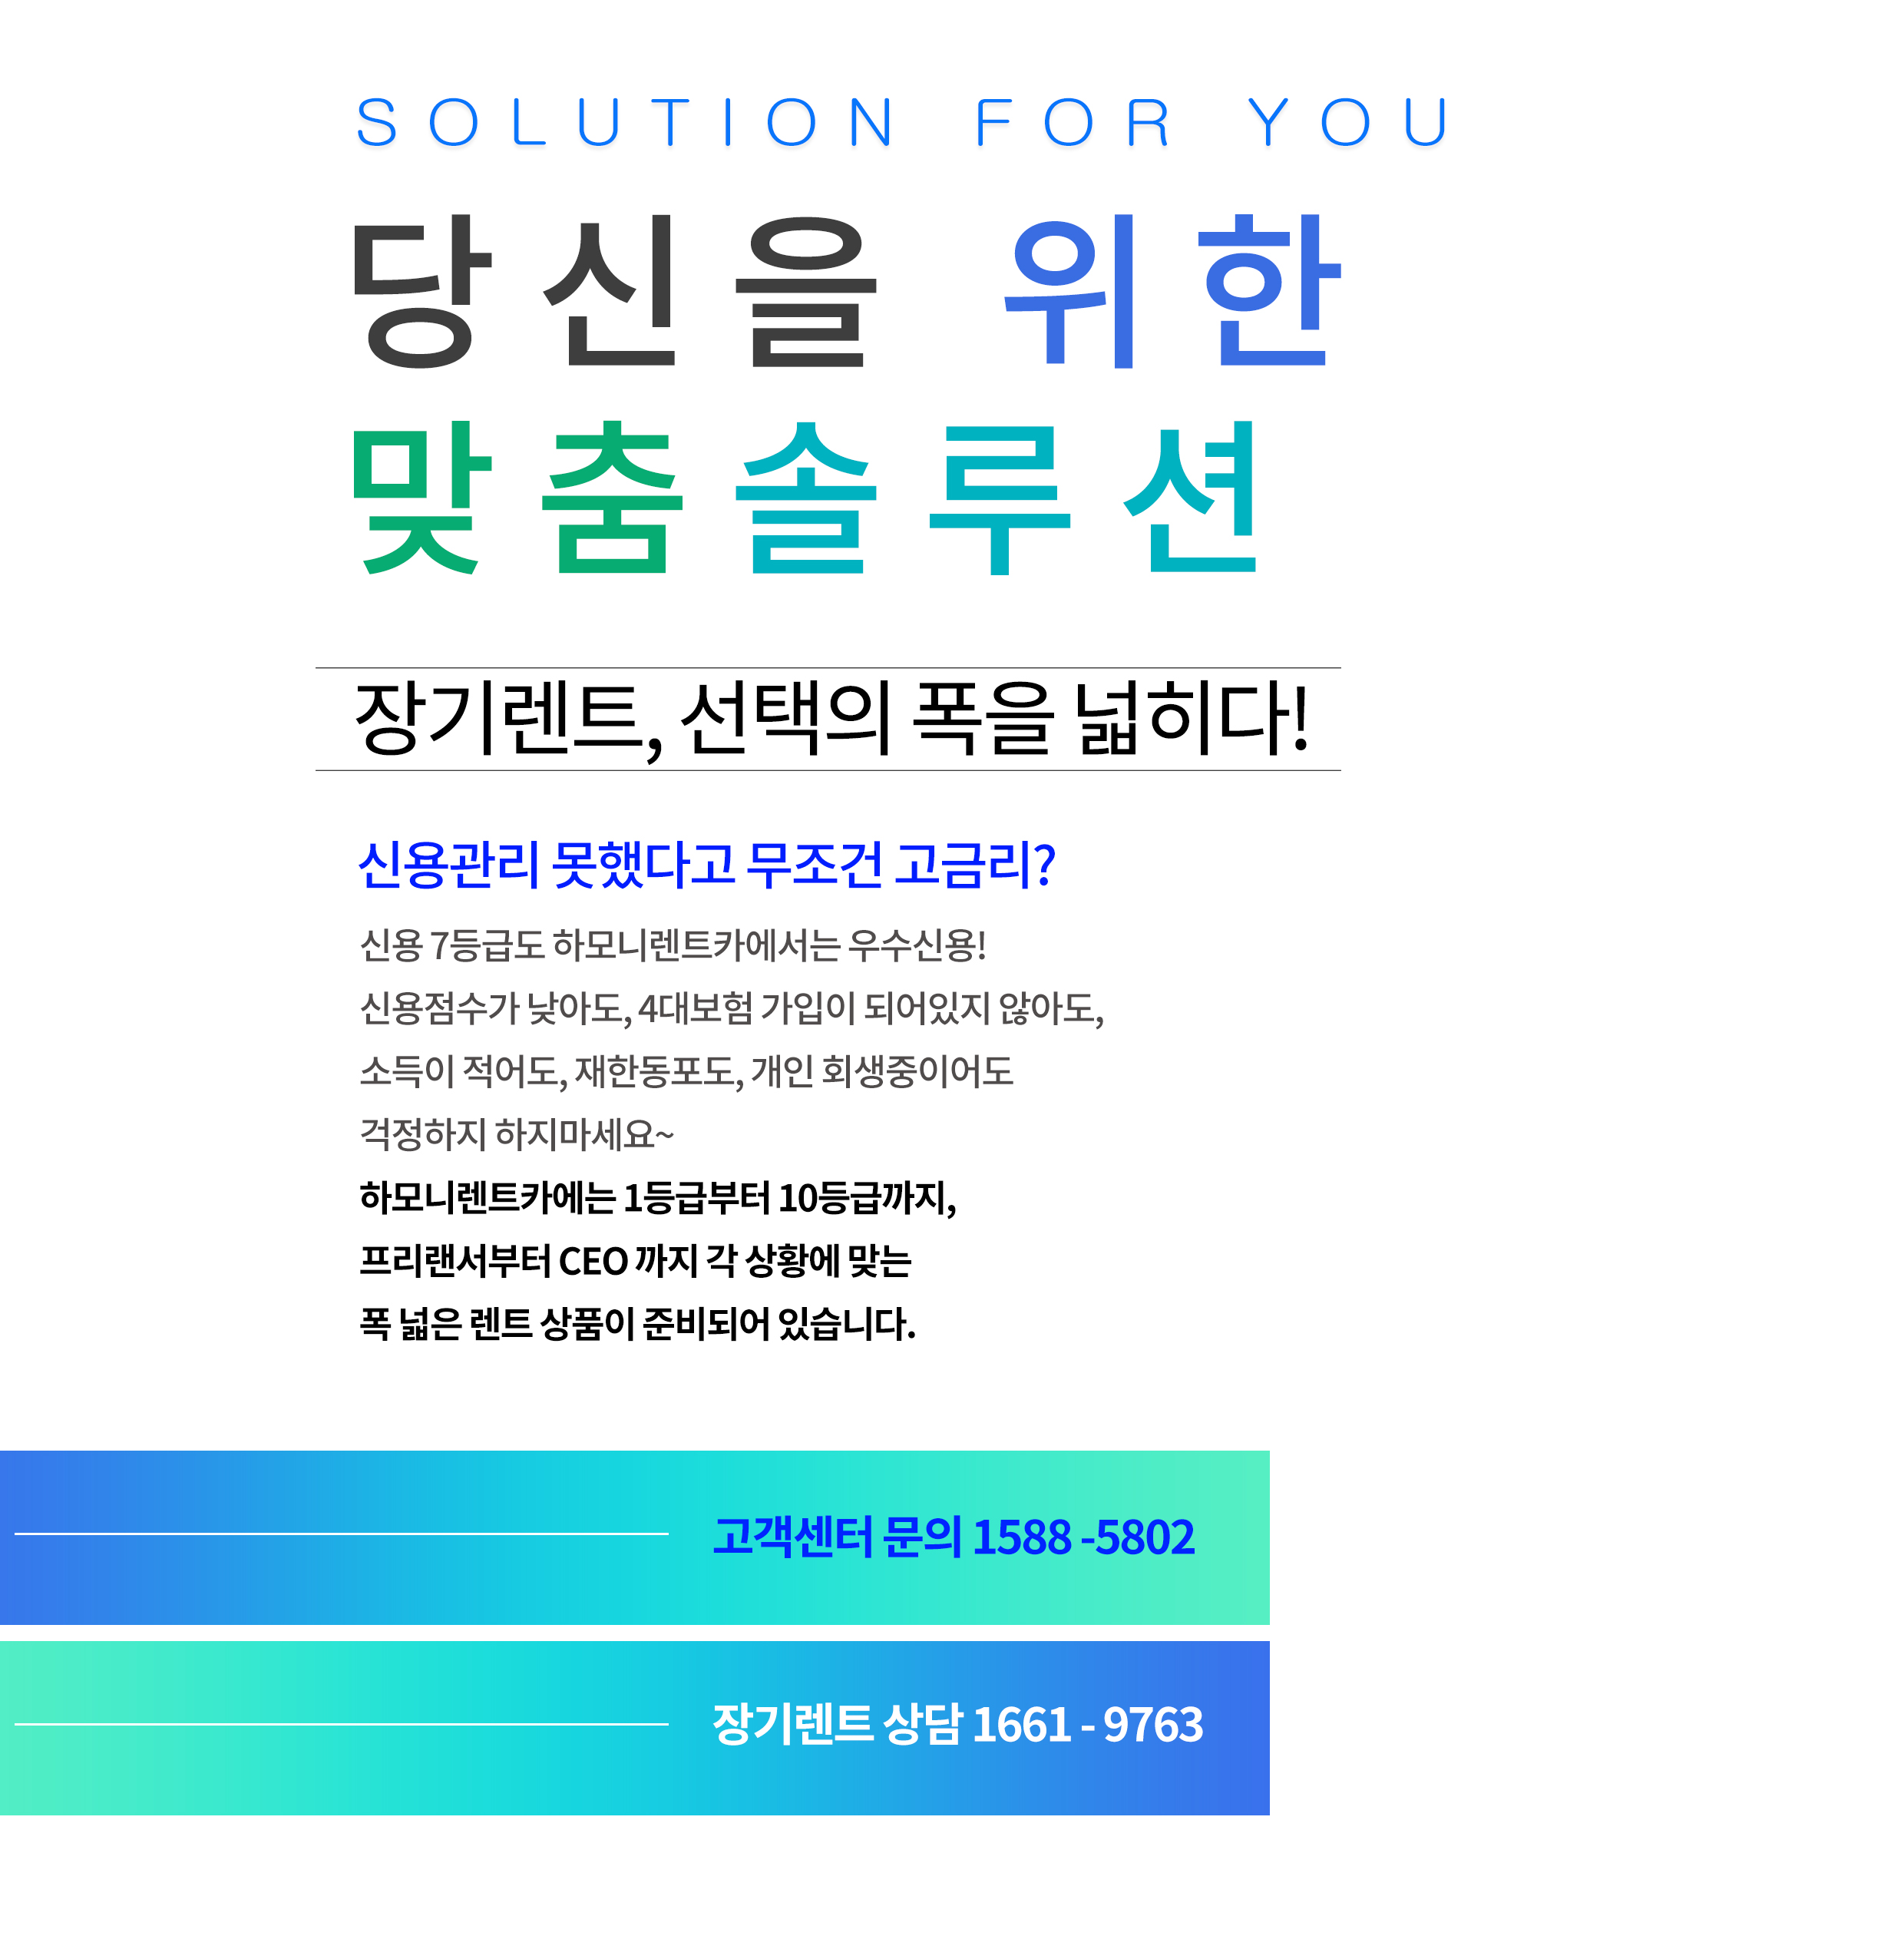 SOLUTION FOR YOU
당신을 위한
맞춤솔루션
장기렌트, 선택의 폭을 넓히다!
신용관리 못했다고 무조건 고금리?
신용 7등급도 하모니렌트카에서는 우수신용!
신용점수가 낮아도, 4대보험 가입이 되어있지 않아도,
소득이 적어도, 재한동포도, 개인 회생중이어도
걱정하지 하지마세요~
하모니렌트카에는 1등급부터 10등급까지,
프리랜서부터 CEO 까지 각 상황에 맞는
폭 넓은 렌트 상품이 준비되어 있습니다.
고객센터 문의 1588 -5802
장기렌트 상담 1661 - 9763